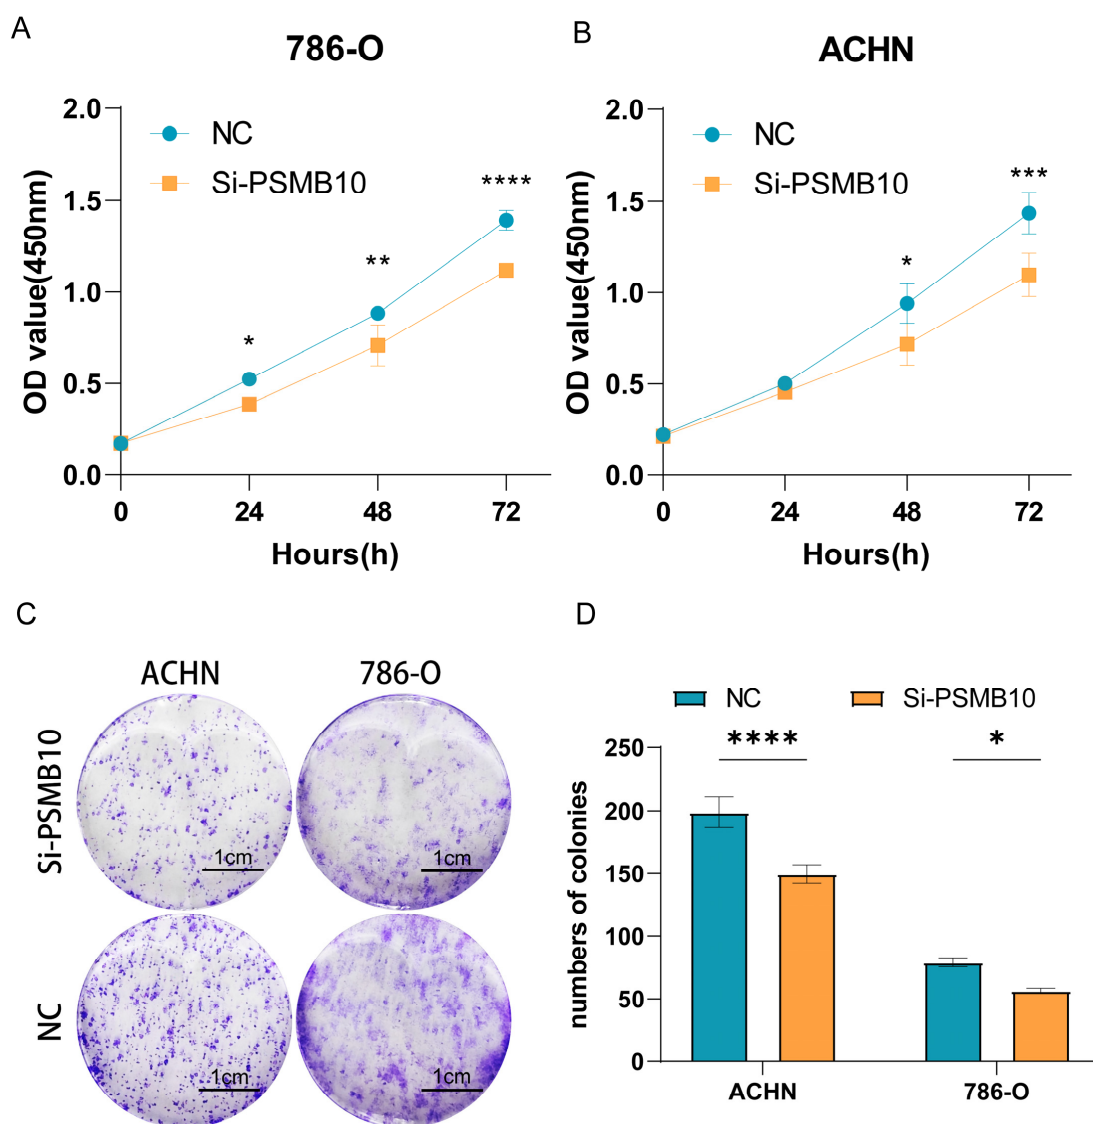 A
786-O
NC
Si-PSMB10
2.0
1.5
1.0
0.5
0.0
OD value(450nm)
*
**
****
0 24 48 72
Hours(h)
B
ACHN
NC
Si-PSMB10
2.0
1.5
1.0
0.5
0.0
OD value(450nm)
*
***
0 24 48 72
Hours(h)
C
ACHN 786-O
Si-PSMB10
1cm 1cm
NC
1cm 1cm
D
NC Si-PSMB10
**** *
250
200
150
100
50
0
numbers of colonies
ACHN 786-O